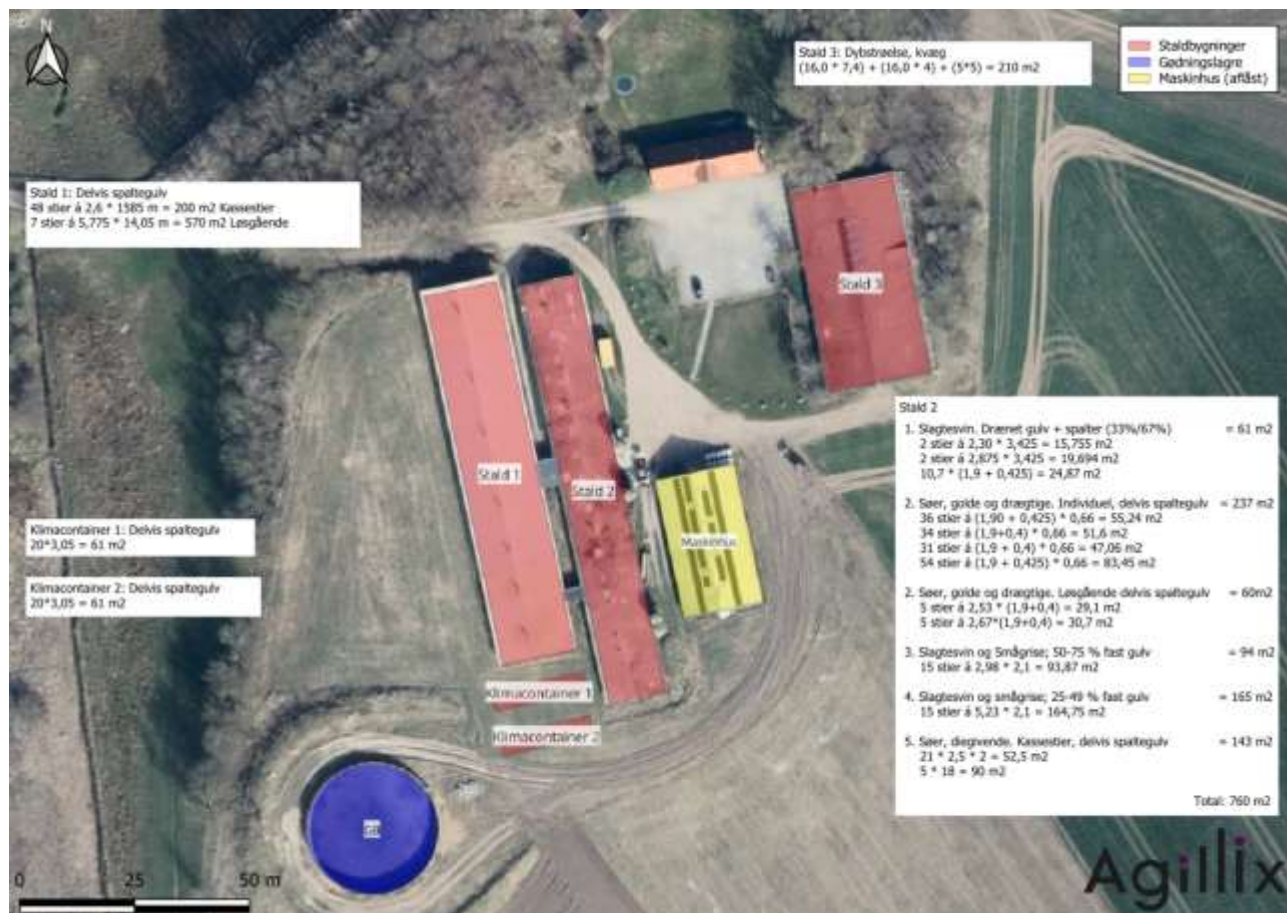 N
Stald 3: Dybstrøelse, kvæg
(16,0 * 7,4) + (16,0 * 4) + (5*5) = 210 m2
Staldbygninger
Gødningslagre
Maskinhus (aflåst)
Stald 1: Delvis spaltegulv
48 stier á 2,6 * 1585 m = 200 m2 Kassestier
7 stier á 5,775 * 14,05 m = 570 m2 Løsgående
Stald 3
Stald 1
Stald 2
Maskinhus
Klimacontainer 1: Delvis spaltegulv
20*3,05 = 61 m2
Klimacontainer 2: Delvis spaltegulv
20*3,05 = 61 m2
Stald 2
1. Slagtesvin. Drænet gulv + spalter (33%/67%) = 61 m2
2 stier á 2,30 * 3,425 = 15,755 m2
2 stier á 2,875 * 3,425 = 19,694 m2
10,7 * (1,9 + 0,425) = 24,87 m2
2. Søer, golde og drægtige. Individuel, delvis spaltegulv = 237 m2
36 stier á (1,90 + 0,425) * 0,66 = 55,24 m2
34 stier á (1,9+0,4) * 0,66 = 51,6 m2
31 stier á (1,9 + 0,4) * 0,66 = 47,06 m2
54 stier á (1,9 + 0,425) * 0,66 = 83,45 m2
2. Søer, golde og drægtige. Løsgående delvis spaltegulv = 60m2
5 stier á 2,53 * (1,9+0,4) = 29,1 m2
5 stier á 2,67*(1,9+0,4) = 30,7 m2
3. Slagtesvin og Smågrise; 50-75 % fast gulv = 94 m2
15 stier á 2,98 * 2,1 = 93,87 m2
4. Slagtesvin og smågrise; 25-49 % fast gulv = 165 m2
15 stier á 5,23 * 2,1 = 164,75 m2
5. Søer, diegivende. Kassestier, delvis spaltegulv = 143 m2
21 * 2,5 * 2 = 52,5 m2
5 * 18 = 90 m2
Total: 760 m2
Klimacontainer 1
Klimacontainer 2
0 25 50 m
Agillix